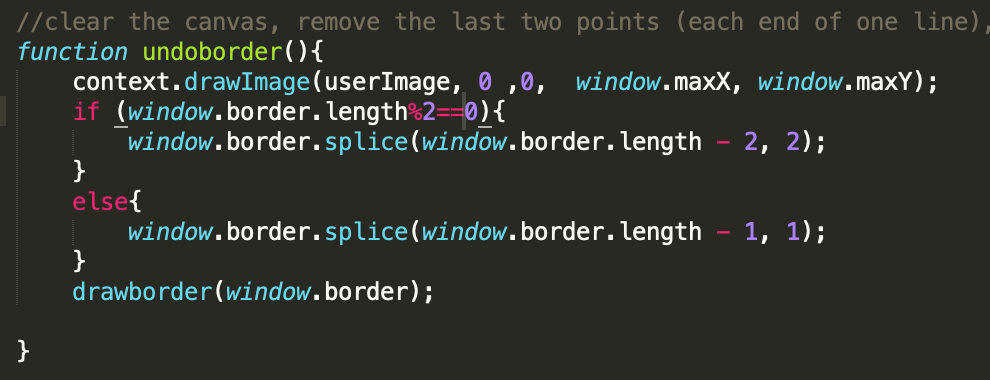 //clear the canvas, remove the last two points (each end of one line),
function undoborder(){
    context.drawImage(userImage, 0 ,0,  window.maxX, window.maxY);
    if (window.border.length%2==0){
        window.border.splice(window.border.length - 2, 2);
    }
    else{
        window.border.splice(window.border.length - 1, 1);
    }
    drawborder(window.border);

}